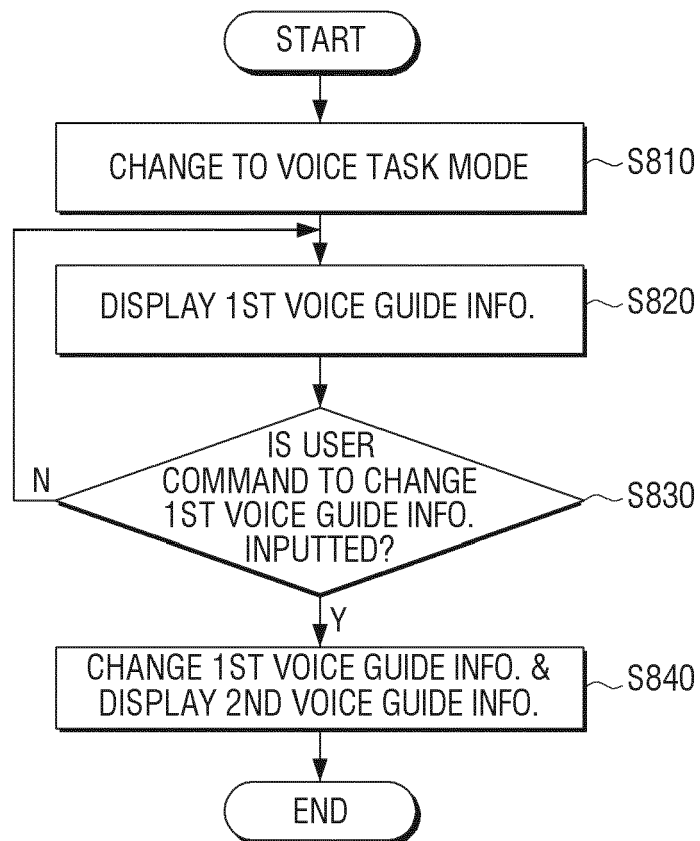 START
CHANGE TO VOICE TASK MODE
S810
DISPLAY 1ST VOICE GUIDE INFO.
S820
IS USER
COMMAND TO CHANGE
1ST VOICE GUIDE INFO.
INPUTTED?
S830
N
Y
CHANGE 1ST VOICE GUIDE INFO. &
DISPLAY 2ND VOICE GUIDE INFO.
S840
END